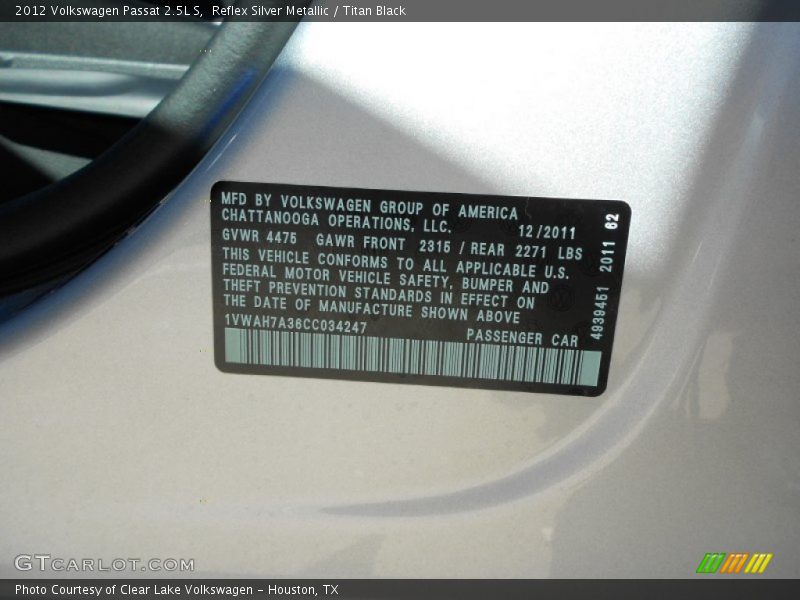 2012 Volkswagen Passat 2.5L S,  Reflex Silver Metallic / Titan Black
MFD BY VOLKSWAGEN GROUP OF AMERICA
CHATTANOOGA OPERATIONS, LLC. 12/2011
GVWR 4475 GAWR FRONT 2315 / REAR 2271 LBS
THIS VEHICLE CONFORMS TO ALL APPLICABLE U.S.
FEDERAL MOTOR VEHICLE SAFETY, BUMPER AND
THEFT PREVENTION STANDARDS IN EFFECT ON
THE DATE OF MANUFACTURE SHOWN ABOVE
1VWAH7A36CC034247 PASSENGER CAR
4939451 2011 62
GTCARLOT.COM
Photo Courtesy of Clear Lake Volkswagen – Houston, TX